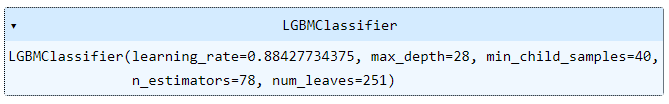 ▾ LGBMClassifier
LGBMClassifier(learning_rate=0.88427734375, max_depth=28, min_child_samples=40,
n_estimators=78, num_leaves=251)